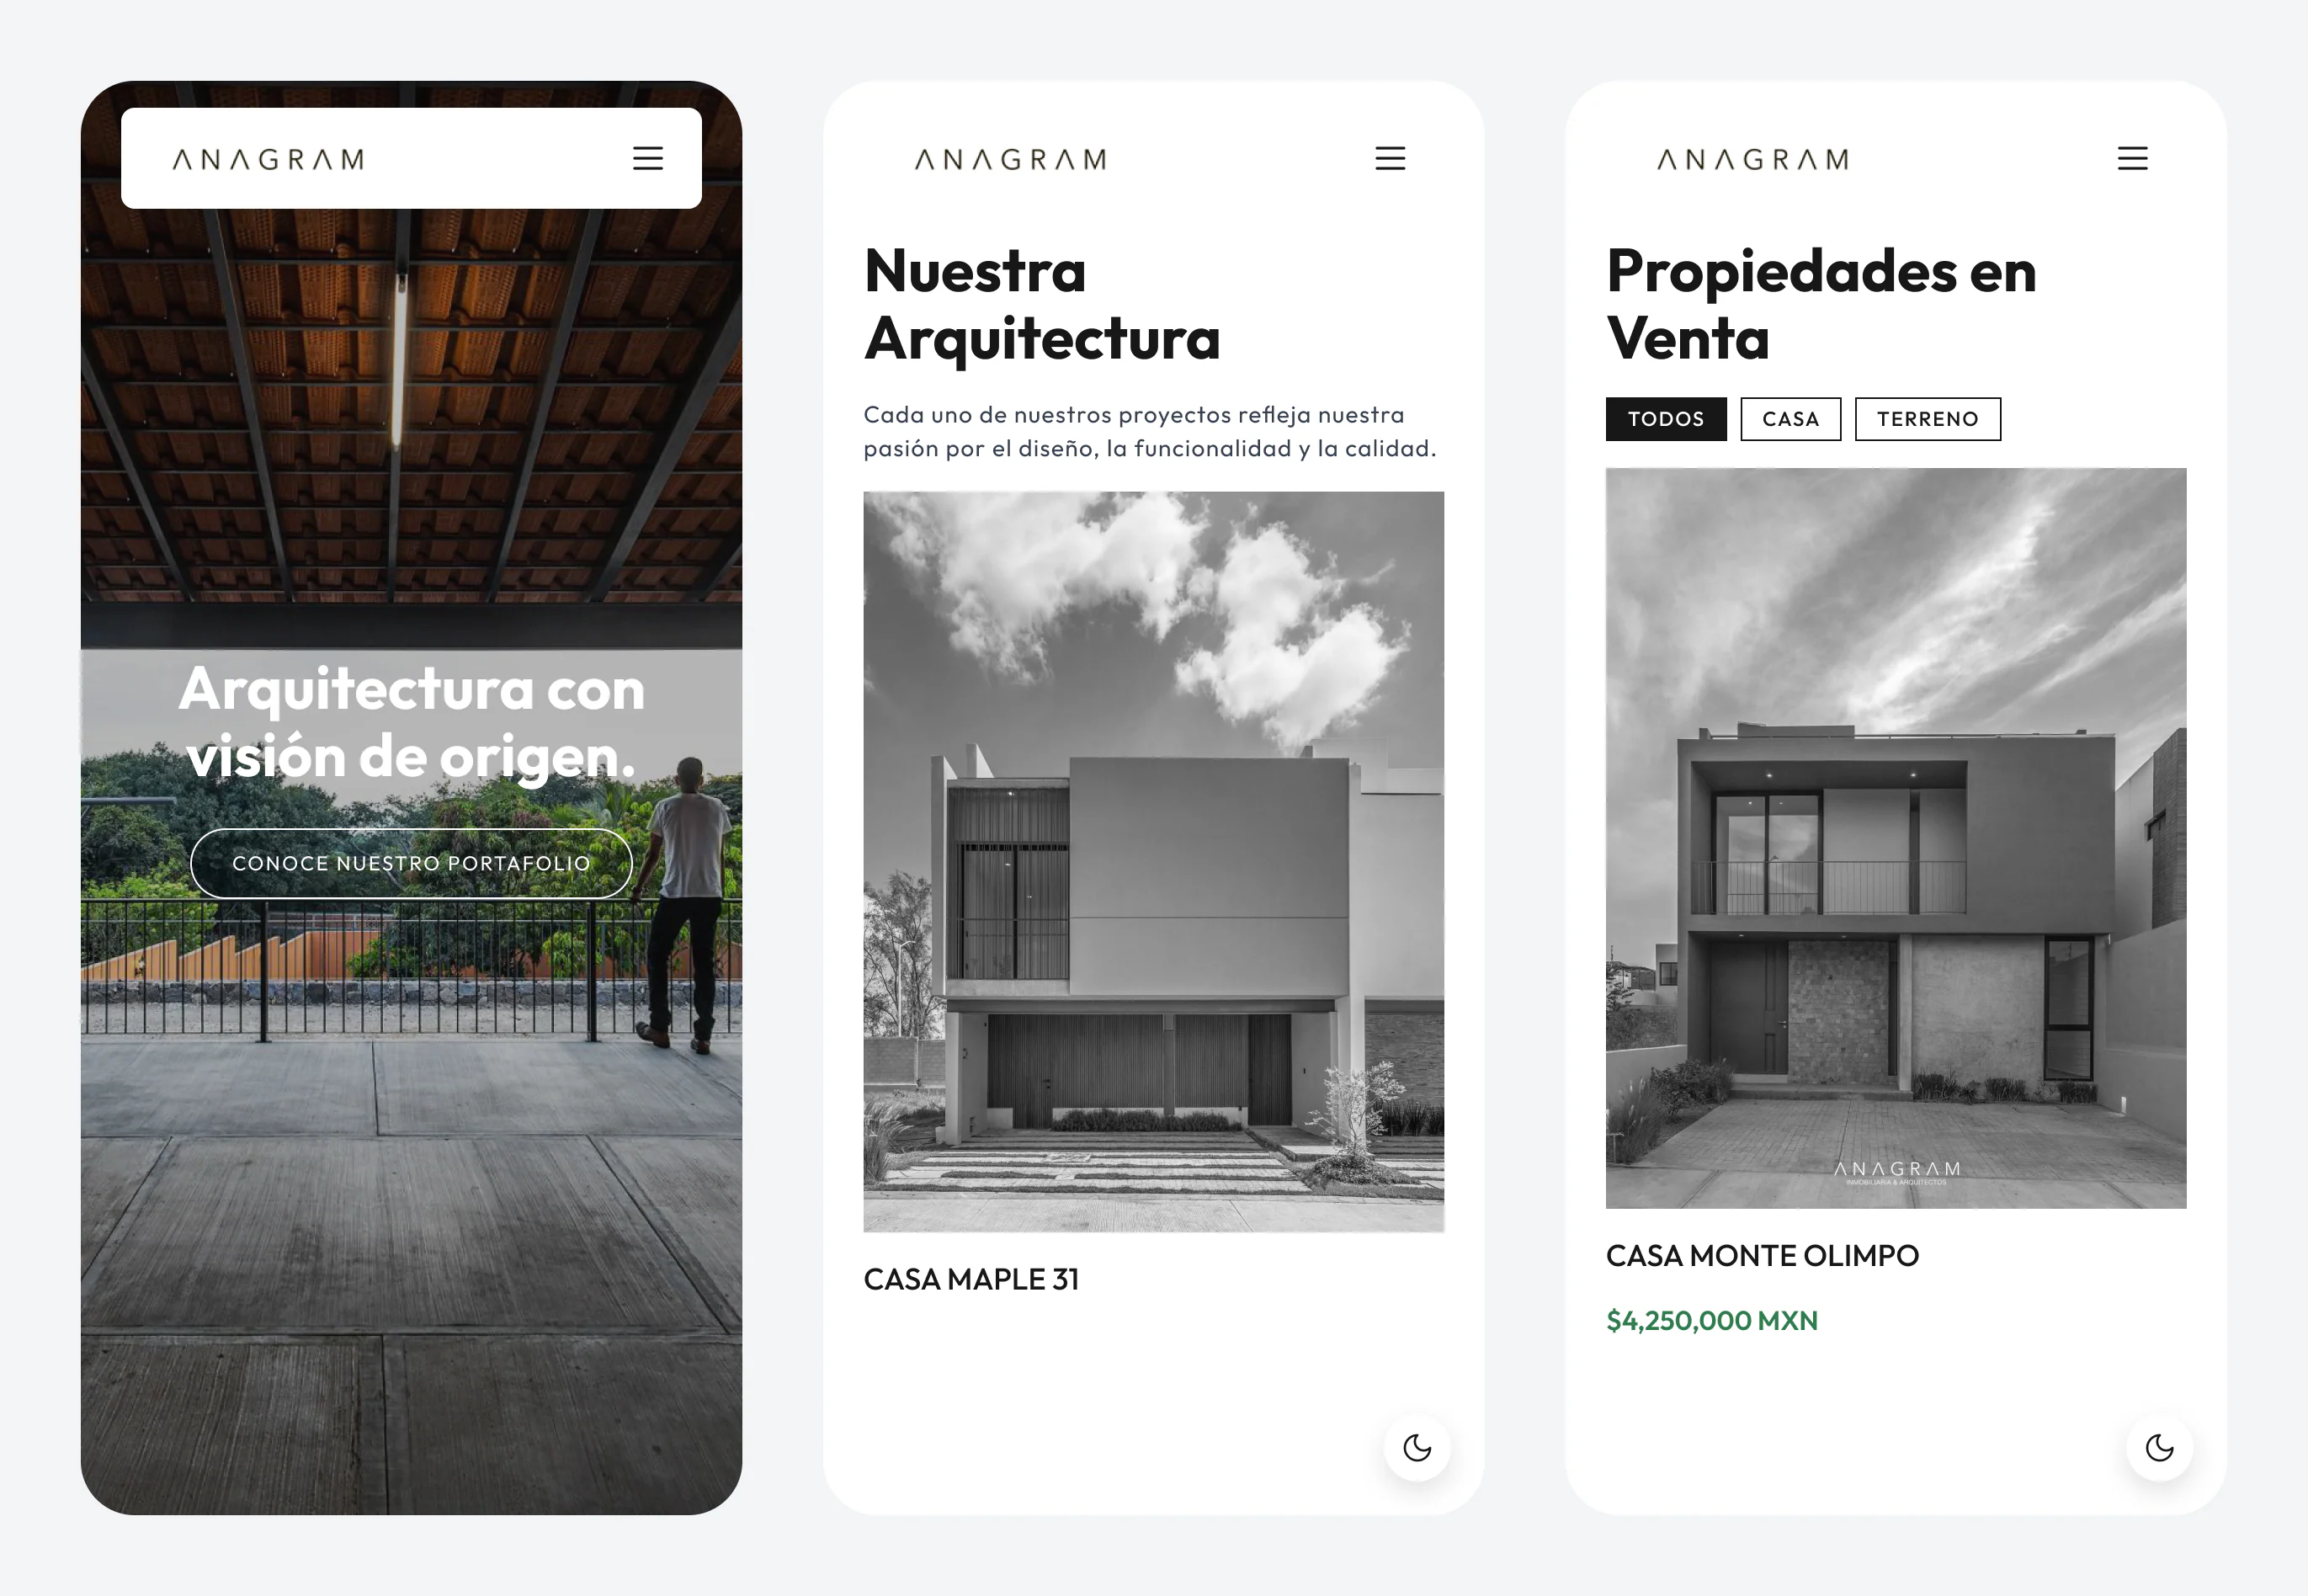 ANAGRAM
Arquitectura con
visión de origen.
CONOCE NUESTRO PORTAFOLIO
ANAGRAM
Nuestra
Arquitectura
Cada uno de nuestros proyectos refleja nuestra
pasión por el diseño, la funcionalidad y la calidad.
CASA MAPLE 31
ANAGRAM
Propiedades en
Venta
TODOS CASA TERRENO
ANAGRAM
INMOBILIARIA & ARQUITECTOS
CASA MONTE OLIMPO
$4,250,000 MXN